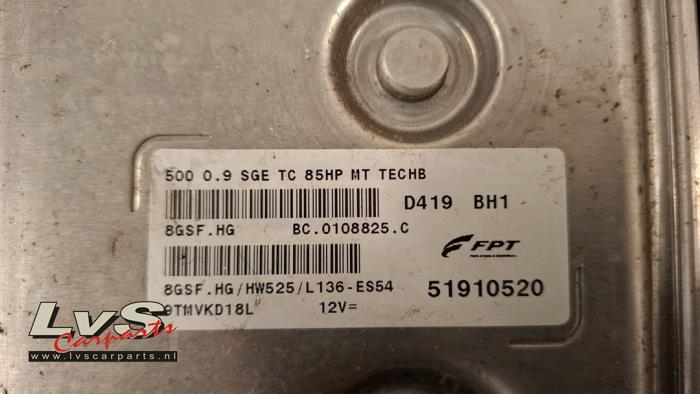 500 0.9 SGE TC 85HP MT TECHB
D419 BH1
8GSF.HG BC.0108825.C
FPT
8GSF.HG/HW525/L136-ES54
51910520
9TMVKD18L 12V=
LvS
Carparts
www.lvscarparts.nl